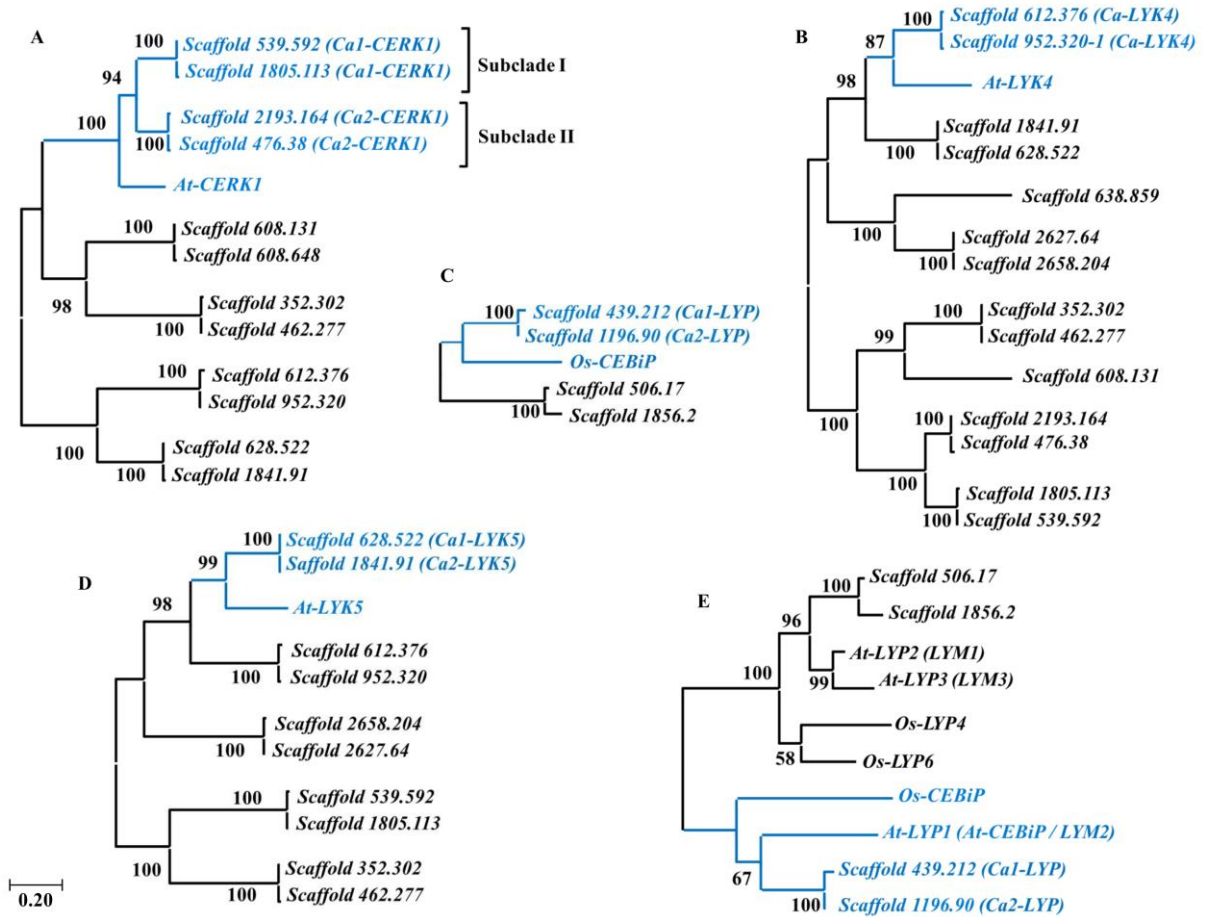 A
100
Scaffold 539.592 (Ca1-CERK1)
Scaffold 1805.113 (Ca1-CERK1)
Subclade I
94
100
Scaffold 2193.164 (Ca2-CERK1)
Scaffold 476.38 (Ca2-CERK1)
100
Subclade II
At-CERK1
100
Scaffold 608.131
Scaffold 608.648
98
Scaffold 352.302
Scaffold 462.277
100
100
Scaffold 612.376
Scaffold 952.320
100
Scaffold 628.522
Scaffold 1841.91
100
B
100
Scaffold 612.376 (Ca-LYK4)
Scaffold 952.320-1 (Ca-LYK4)
87
At-LYK4
98
Scaffold 1841.91
Scaffold 628.522
100
Scaffold 638.859
100
Scaffold 2627.64
Scaffold 2658.204
100
100
Scaffold 352.302
Scaffold 462.277
99
Scaffold 608.131
100
100
Scaffold 2193.164
Scaffold 476.38
100
Scaffold 1805.113
Scaffold 539.592
100
C
100
Scaffold 439.212 (Ca1-LYP)
Scaffold 1196.90 (Ca2-LYP)
Os-CEBiP
Scaffold 506.17
100
Scaffold 1856.2
D
100
Scaffold 628.522 (Ca1-LYK5)
Saffold 1841.91 (Ca2-LYK5)
99
At-LYK5
98
Scaffold 612.376
Scaffold 952.320
100
Scaffold 2658.204
Scaffold 2627.64
100
100
Scaffold 539.592
Scaffold 1805.113
100
Scaffold 352.302
Scaffold 462.277
100
0.20
E
100
Scaffold 506.17
Scaffold 1856.2
96
At-LYP2 (LYM1)
At-LYP3 (LYM3)
99
100
Os-LYP4
Os-LYP6
58
Os-CEBiP
At-LYP1 (At-CEBiP / LYM2)
67
Scaffold 439.212 (Ca1-LYP)
Scaffold 1196.90 (Ca2-LYP)
100